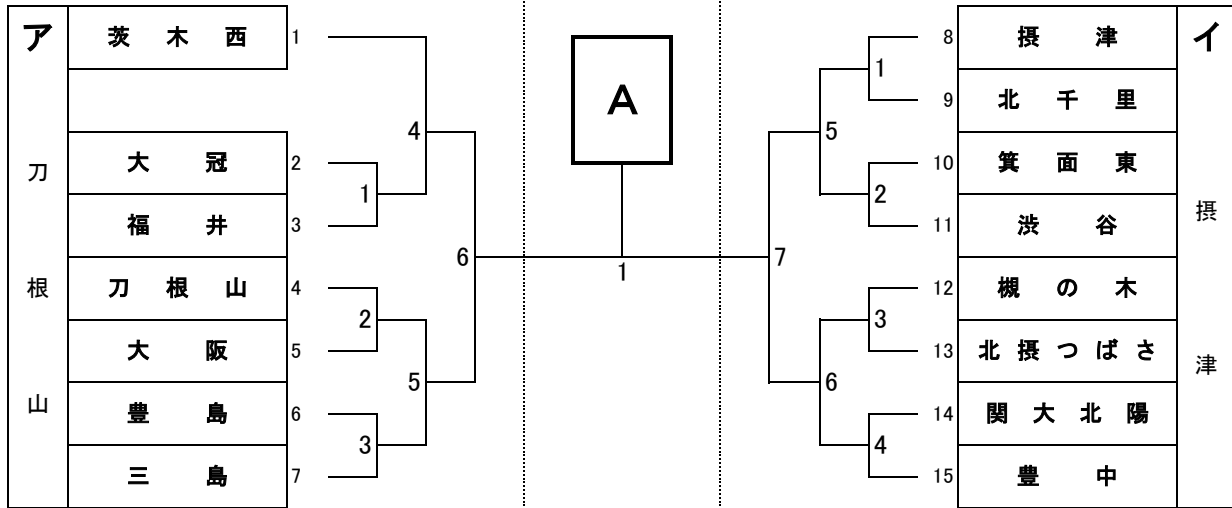 ア
刀
根
山
茨木西 1
大冠 2
福井 3
刀根山 4
大阪 5
豊島 6
三島 7
4
1
6
2
5
3
A
1
イ
摂
津
8 摂津
9 北千里
10 箕面東
11 渋谷
12 槻の木
13 北摂つばさ
14 関大北陽
15 豊中
1
5
2
7
3
6
4